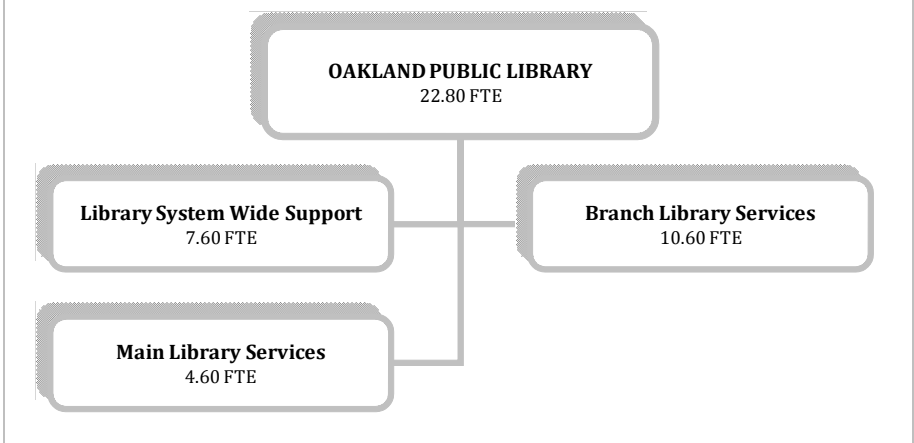 OAKLAND PUBLIC LIBRARY
22.80 FTE
Library System Wide Support
7.60 FTE
Branch Library Services
10.60 FTE
Main Library Services
4.60 FTE